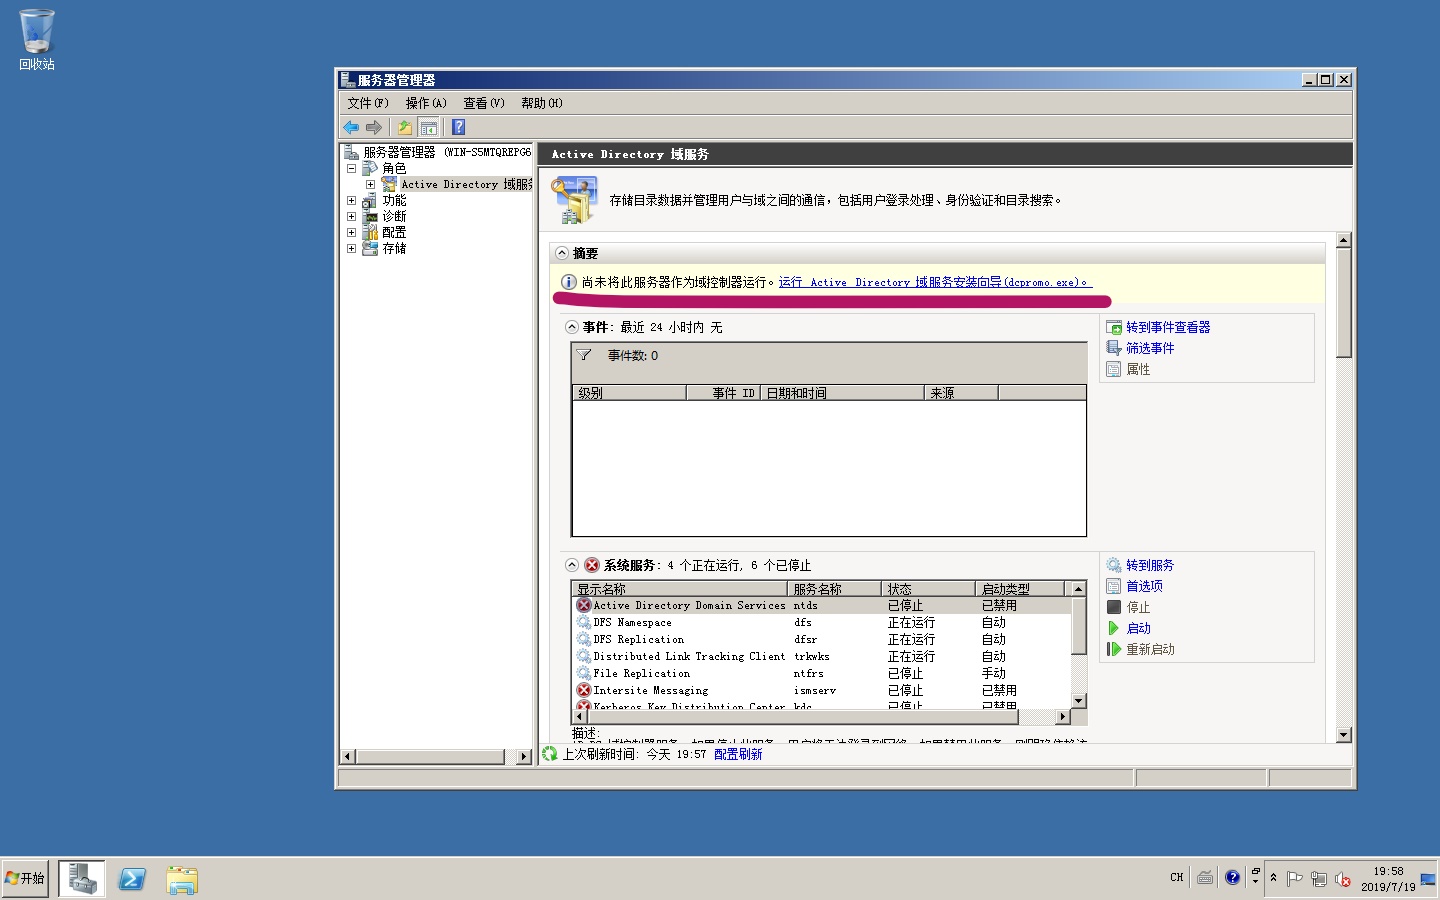 回收站
服务器管理器
文件(F) 操作(A) 查看(V) 帮助(H)
服务器管理器 (WIN-S5MTQREPG6
角色
Active Directory 域服务
功能
诊断
配置
存储
Active Directory 域服务
存储目录数据并管理用户与域之间的通信，包括用户登录处理、身份验证和目录搜索。
摘要
尚未将此服务器作为域控制器运行。运行 Active Directory 域服务安装向导(dcpromo.exe)。
事件: 最近 24 小时内 无
事件数: 0
级别 事件 ID 日期和时间 来源
转到事件查看器
筛选事件
属性
系统服务: 4 个正在运行, 6 个已停止
显示名称 服务名称 状态 启动类型
Active Directory Domain Services ntds 已停止 已禁用
DFS Namespace dfs 正在运行 自动
DFS Replication dfsr 正在运行 自动
Distributed Link Tracking Client trkwks 正在运行 自动
File Replication ntfrs 已停止 手动
Intersite Messaging ismserv 已停止 已禁用
Kerberos Key Distribution Center kdc 已停止 已禁用
转到服务
首选项
停止
启动
重新启动
描述:
上次刷新时间: 今天 19:57 配置刷新
开始
CH
19:58
2019/7/19